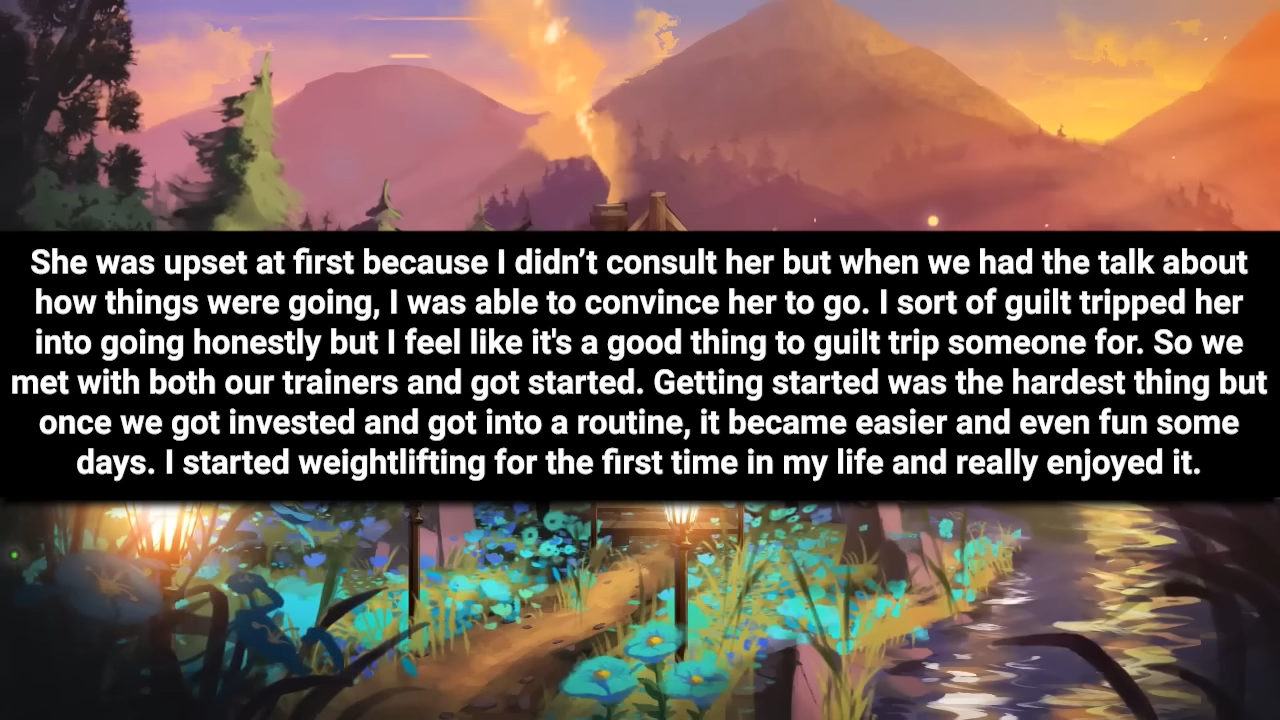 She was upset at first because I didn’t consult her but when we had the talk about
how things were going, I was able to convince her to go. I sort of guilt tripped her
into going honestly but I feel like it's a good thing to guilt trip someone for. So we
met with both our trainers and got started. Getting started was the hardest thing but
once we got invested and got into a routine, it became easier and even fun some
days. I started weightlifting for the first time in my life and really enjoyed it.